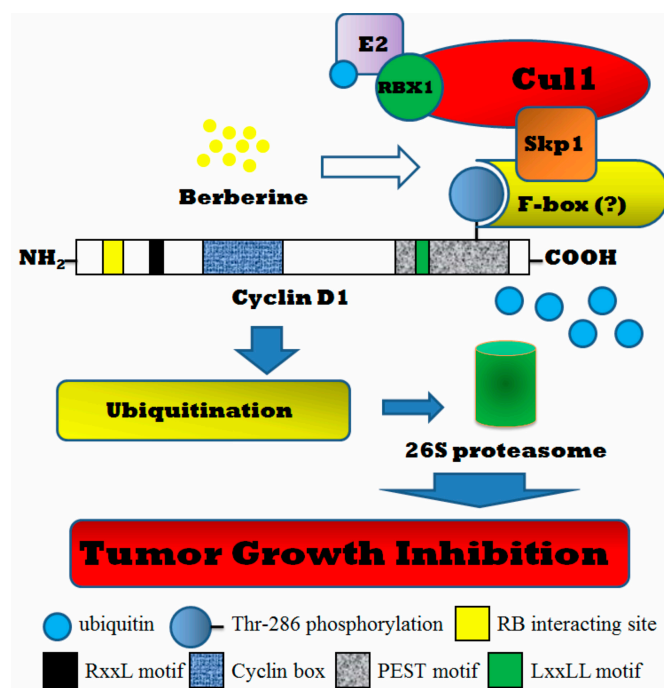 E2
RBX1
Cul1
Skp1
Berberine
F-box (?)
NH2
COOH
Cyclin D1
Ubiquitination
26S proteasome
Tumor Growth Inhibition
ubiquitin
Thr-286 phosphorylation
RB interacting site
RxxL motif
Cyclin box
PEST motif
LxxLL motif